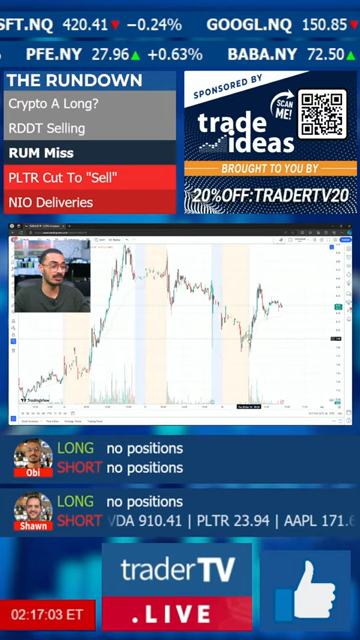 SFT.NQ 420.41 ▼ −0.24% GOOGL.NQ 150.85 ▼
% PFE.NY 27.96 ▲ +0.63% BABA.NY 72.50 ▲
THE RUNDOWN
Crypto A Long?
RDDT Selling
RUM Miss
PLTR Cut To "Sell"
NIO Deliveries
SPONSORED BY
SCAN ME!
trade ideas
BROUGHT TO YOU BY
20%OFF:TRADERTV20
TradingView
LONG no positions
SHORT no positions
Obi
LONG no positions
SHORT VDA 910.41 | PLTR 23.94 | AAPL 171.6
Shawn
02:17:03 ET
traderTV
.LIVE